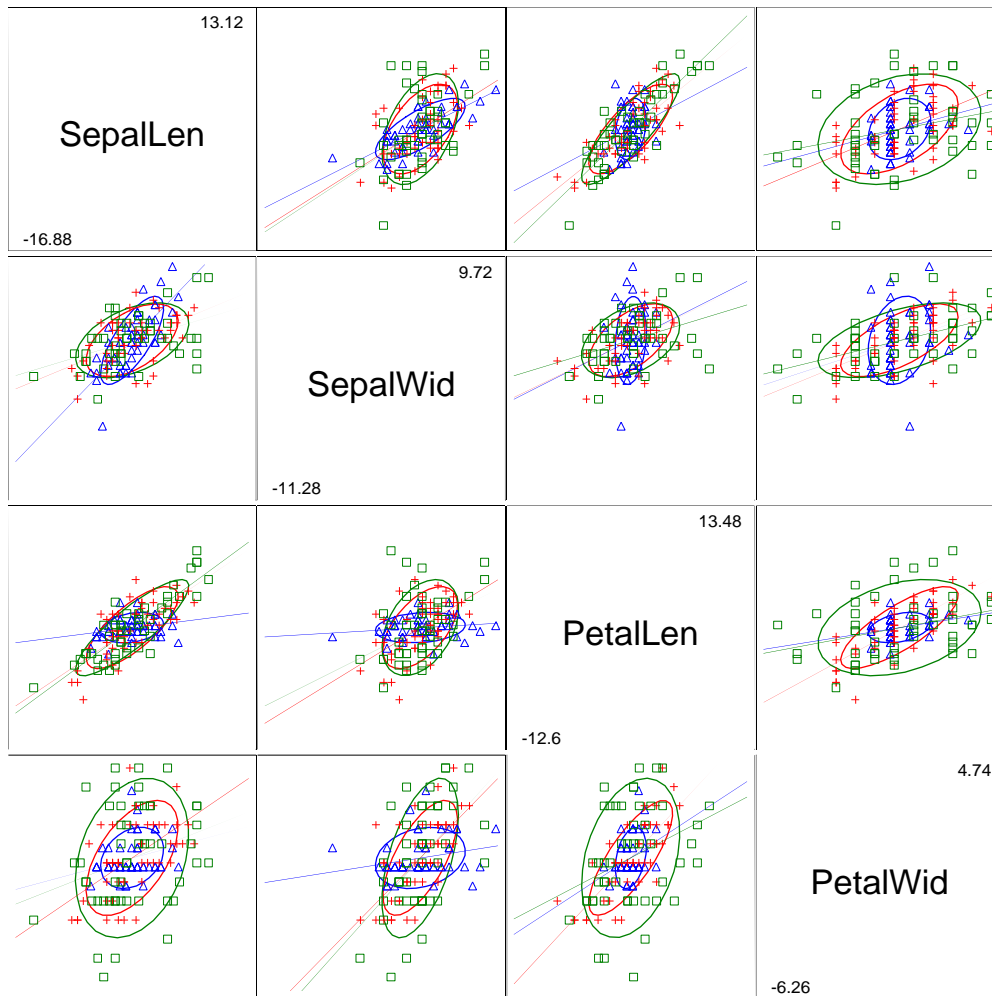 13.12
SepalLen
-16.88
9.72
SepalWid
-11.28
13.48
PetalLen
-12.6
4.74
PetalWid
-6.26